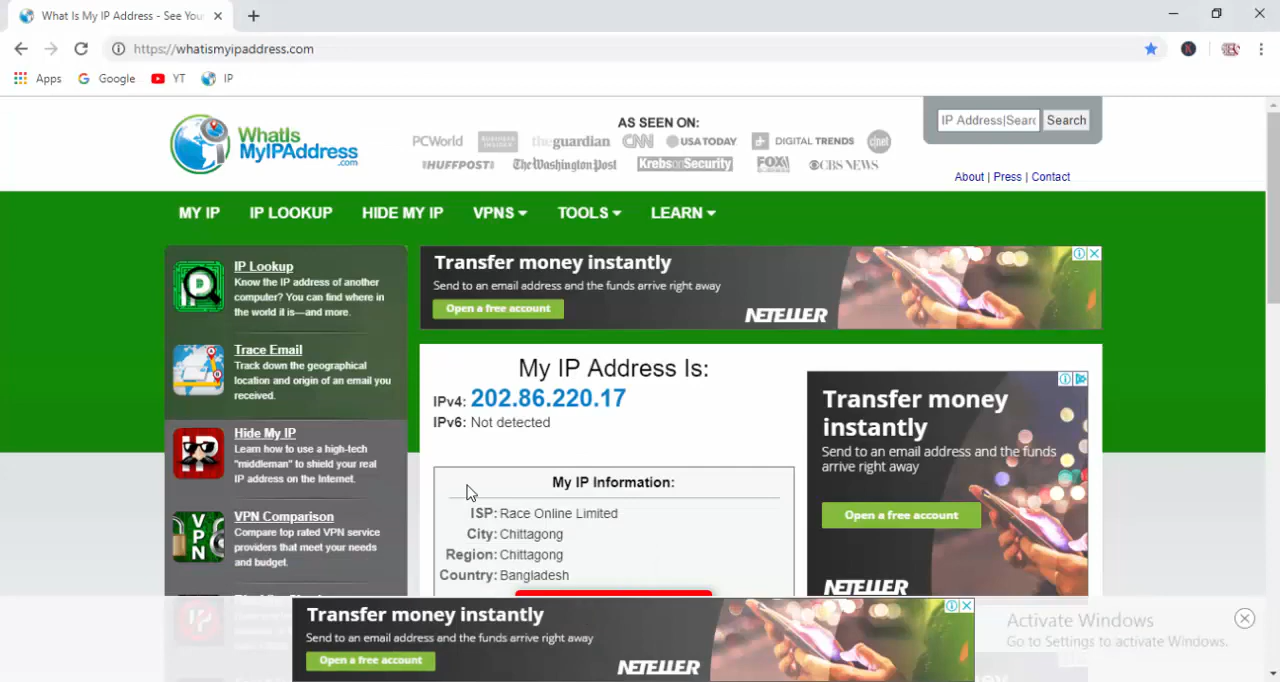 What Is My IP Address - See You
https://whatismyipaddress.com
Apps Google YT IP
WhatIs
MyIPAddress
.com
AS SEEN ON:
PCWorld BUSINESS INSIDER theguardian CNN USA TODAY DIGITAL TRENDS c|net
HUFFPOST The Washington Post KrebsonSecurity FOX CBS NEWS
IP Address|Searc Search
About | Press | Contact
MY IP IP LOOKUP HIDE MY IP VPNS TOOLS LEARN
IP Lookup
Know the IP address of another
computer? You can find where in
the world it is—and more.
Trace Email
Track down the geographical
location and origin of an email you
received.
IP
Hide My IP
Learn how to use a high-tech
"middleman" to shield your real
IP address on the Internet.
VPN
VPN Comparison
Compare top rated VPN service
providers that meet your needs
and budget.
Transfer money instantly
Send to an email address and the funds arrive right away
Open a free account
NETELLER
My IP Address Is:
IPv4: 202.86.220.17
IPv6: Not detected
My IP Information:
ISP: Race Online Limited
City: Chittagong
Region: Chittagong
Country: Bangladesh
Transfer money
instantly
Send to an email address and the funds
arrive right away
Open a free account
NETELLER
Transfer money instantly
Send to an email address and the funds arrive right away
Open a free account
NETELLER
Activate Windows
Go to Settings to activate Windows.